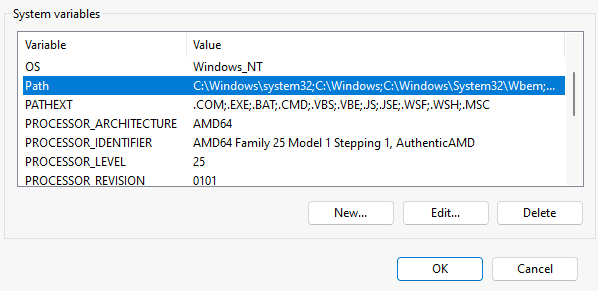 System variables
Variable Value
OS Windows_NT
Path C:\Windows\system32;C:\Windows;C:\Windows\System32\Wbem;...
PATHEXT .COM;.EXE;.BAT;.CMD;.VBS;.VBE;.JS;.JSE;.WSF;.WSH;.MSC
PROCESSOR_ARCHITECTURE AMD64
PROCESSOR_IDENTIFIER AMD64 Family 25 Model 1 Stepping 1, AuthenticAMD
PROCESSOR_LEVEL 25
PROCESSOR_REVISION 0101
New... Edit... Delete
OK Cancel